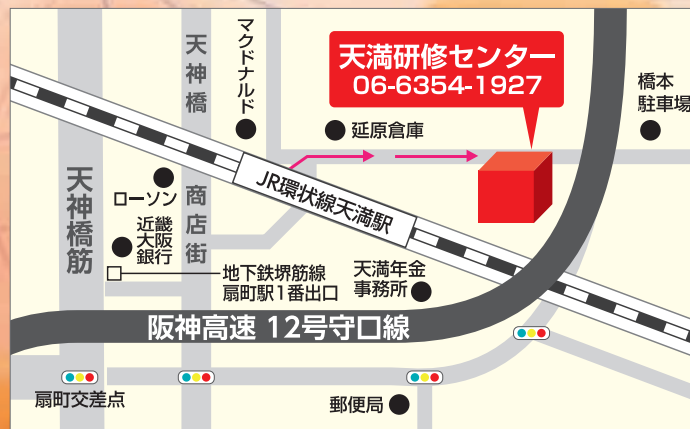 マクドナルド
天神橋
天満研修センター
06-6354-1927
橋本
駐車場
延原倉庫
JR環状線天満駅
天神橋筋
ローソン
商店街
近畿
大阪
銀行
地下鉄堺筋線
扇町駅1番出口
天満年金
事務所
阪神高速 12号守口線
扇町交差点
郵便局